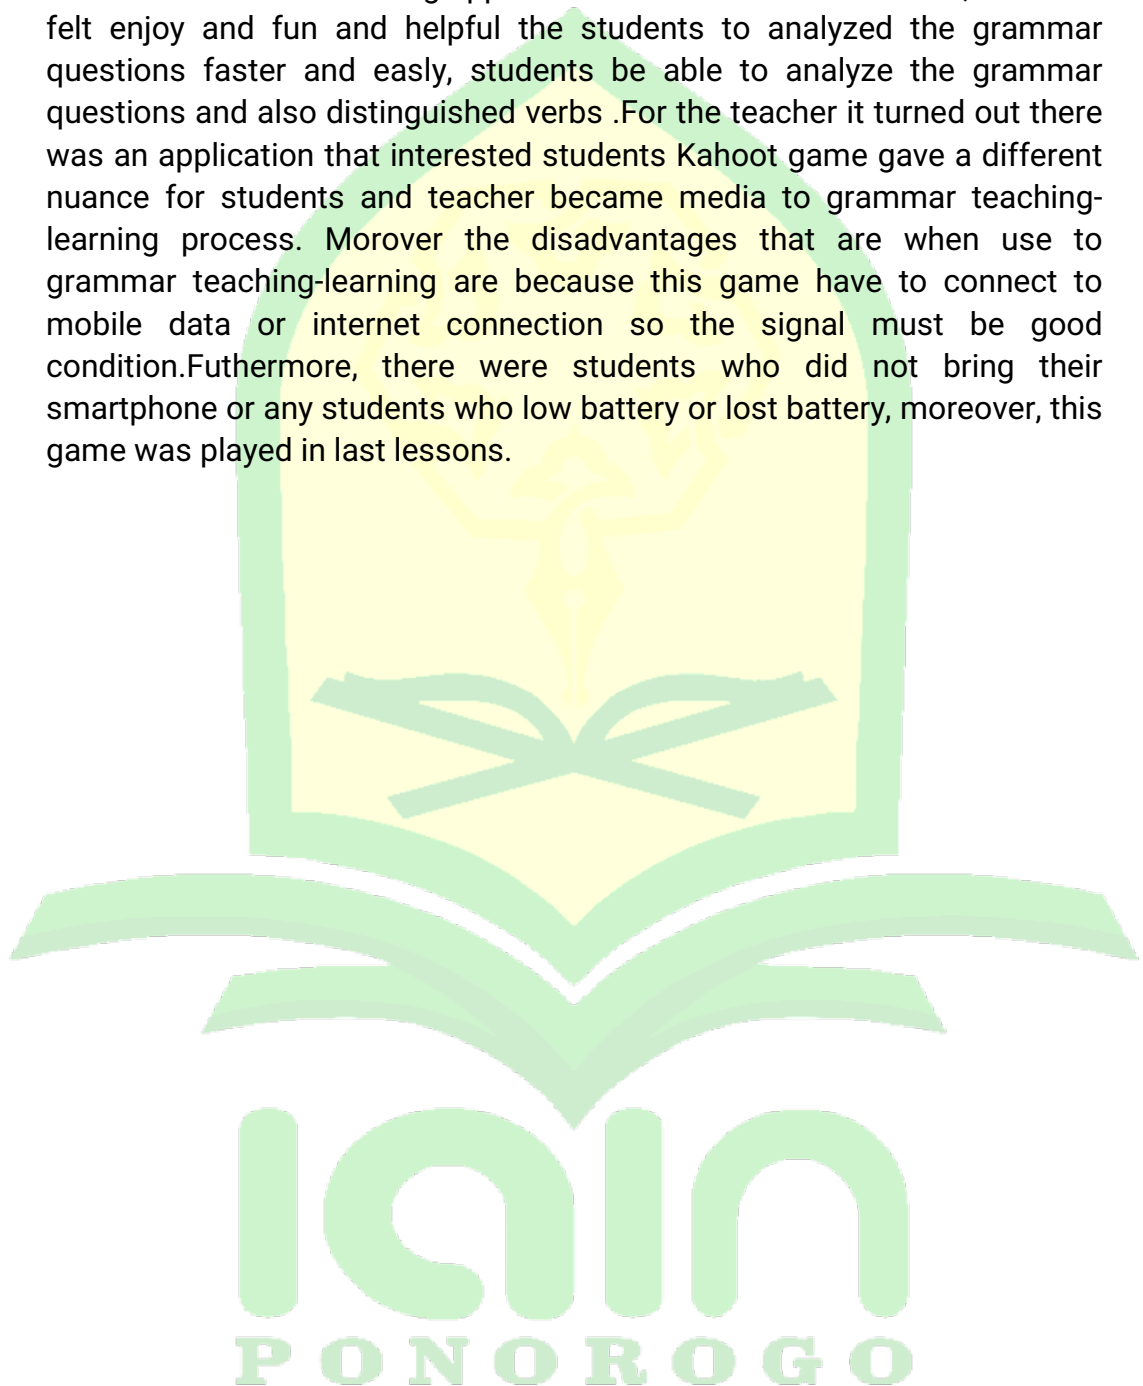 felt enjoy and fun and helpful the students to analyzed the grammar
questions faster and easly, students be able to analyze the grammar
questions and also distinguished verbs .For the teacher it turned out there
was an application that interested students Kahoot game gave a different
nuance for students and teacher became media to grammar teaching-
learning process. Morover the disadvantages that are when use to
grammar teaching-learning are because this game have to connect to
mobile data or internet connection so the signal must be good
condition.Futhermore, there were students who did not bring their
smartphone or any students who low battery or lost battery, moreover, this
game was played in last lessons.
iain
PONOROGO